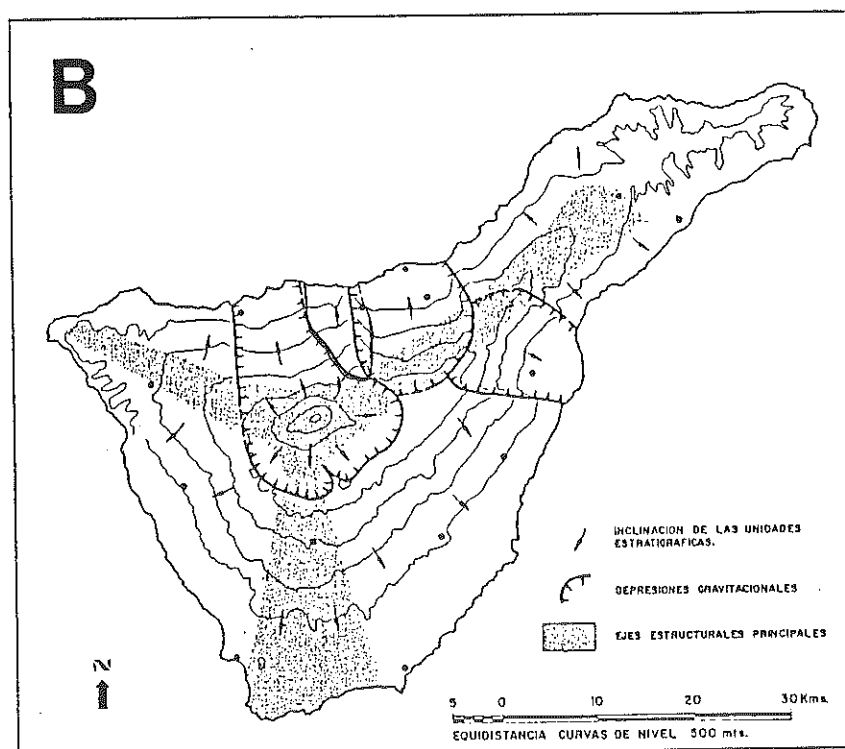 B
INCLINACION DE LAS UNIDADES
ESTRATIGRAFICAS.
DEPRESIONES GRAVITACIONALES
EJES ESTRUCTURALES PRINCIPALES
N
5 0 10 20 30 Kms.
EQUIDISTANCIA CURVAS DE NIVEL 500 mts.